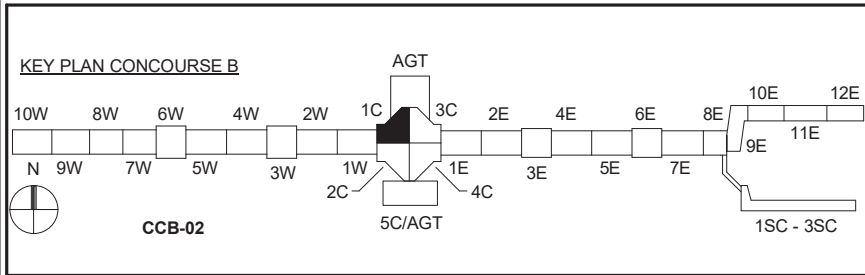 KEY PLAN CONCOURSE B
AGT
10W 8W 6W 4W 2W 1C 3C 2E 4E 6E 8E 10E 12E
9W 7W 5W 3W 1W 1E 3E 5E 7E 9E 11E
N
2C 4C
CCB-02
5C/AGT
1SC - 3SC